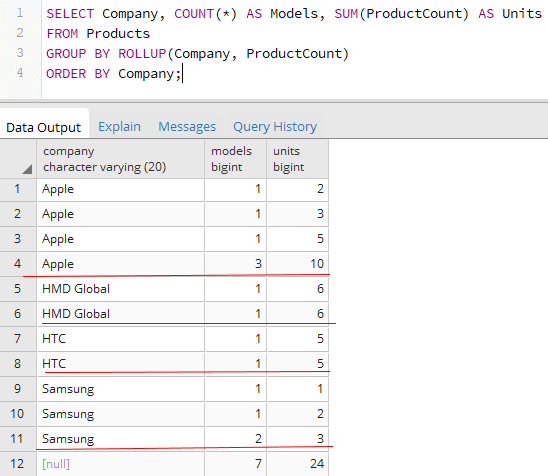 1 SELECT Company, COUNT(*) AS Models, SUM(ProductCount) AS Units
2 FROM Products
3 GROUP BY ROLLUP(Company, ProductCount)
4 ORDER BY Company;
Data Output Explain Messages Query History
company models units
character varying (20) bigint bigint
1 Apple 1 2
2 Apple 1 3
3 Apple 1 5
4 Apple 3 10
5 HMD Global 1 6
6 HMD Global 1 6
7 HTC 1 5
8 HTC 1 5
9 Samsung 1 1
10 Samsung 1 2
11 Samsung 2 3
12 [null] 7 24